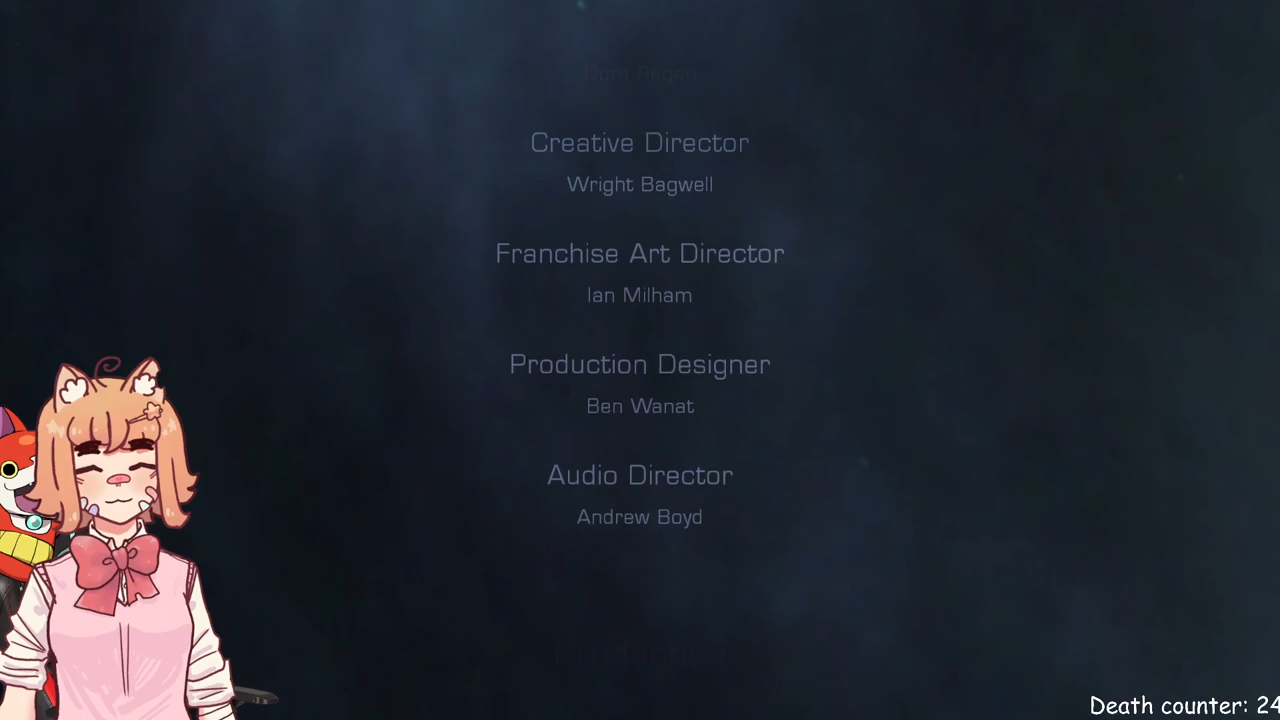 Creative Director
Wright Bagwell
Franchise Art Director
Ian Milham
Production Designer
Ben Wanat
Audio Director
Andrew Boyd
Death counter: 24